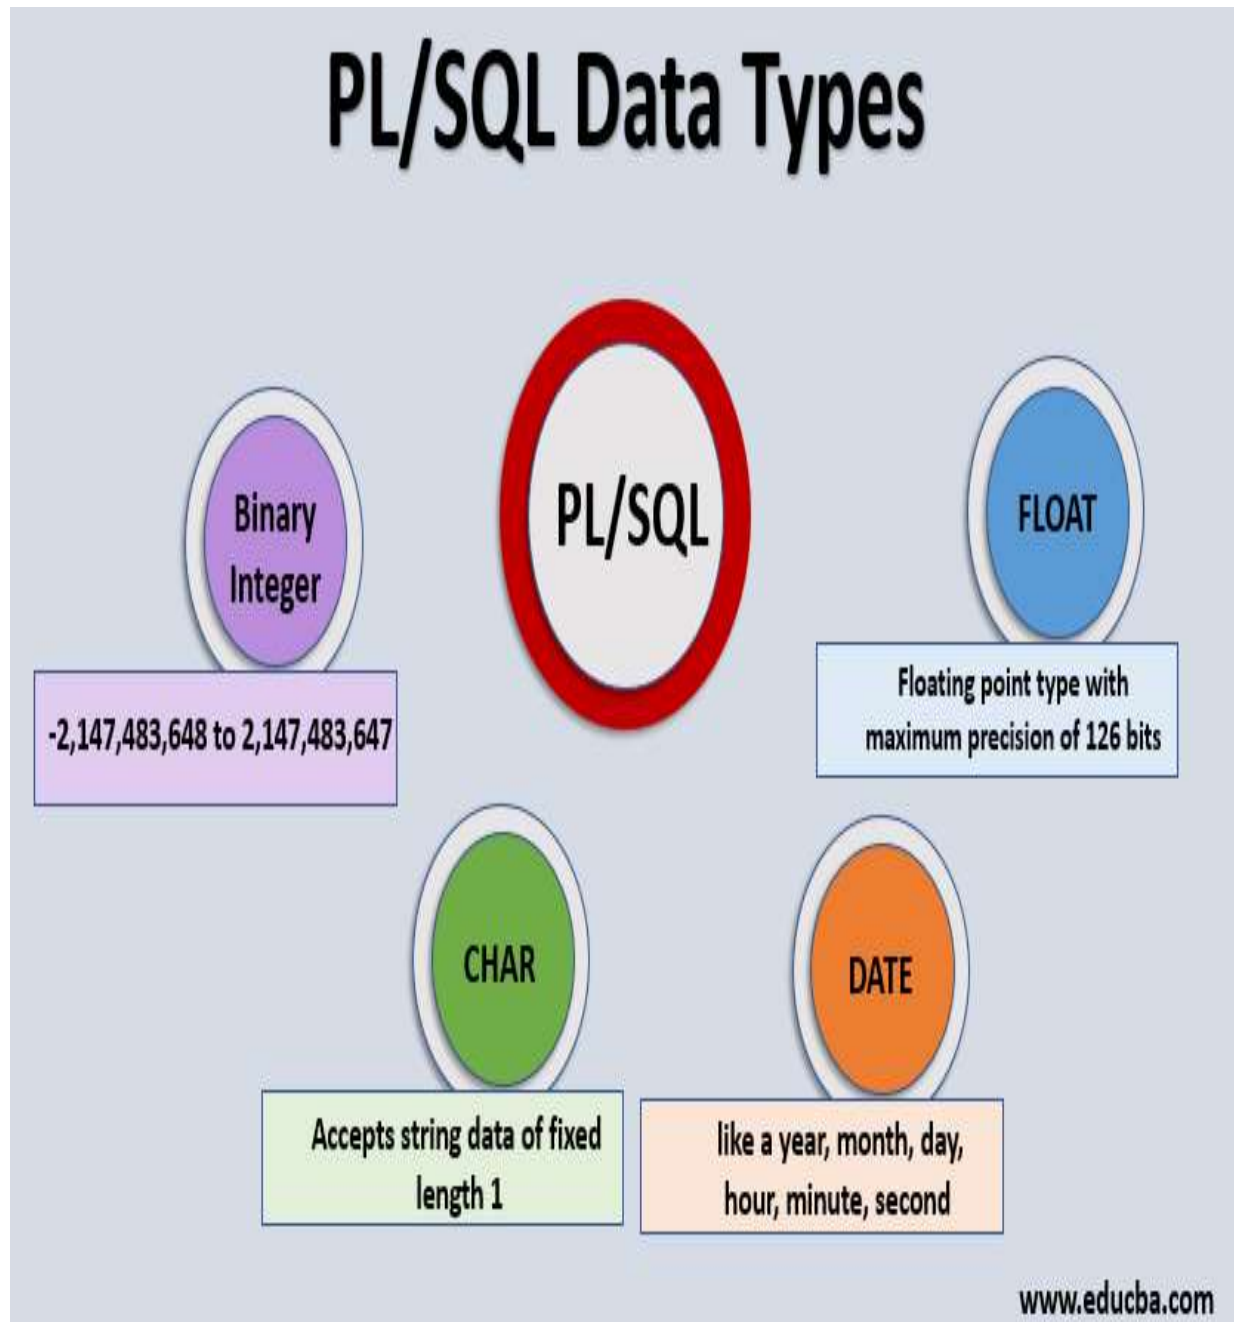 PL/SQL Data Types
PL/SQL
Binary
Integer
-2,147,483,648 to 2,147,483,647
FLOAT
Floating point type with
maximum precision of 126 bits
CHAR
Accepts string data of fixed
length 1
DATE
like a year, month, day,
hour, minute, second
www.educba.com